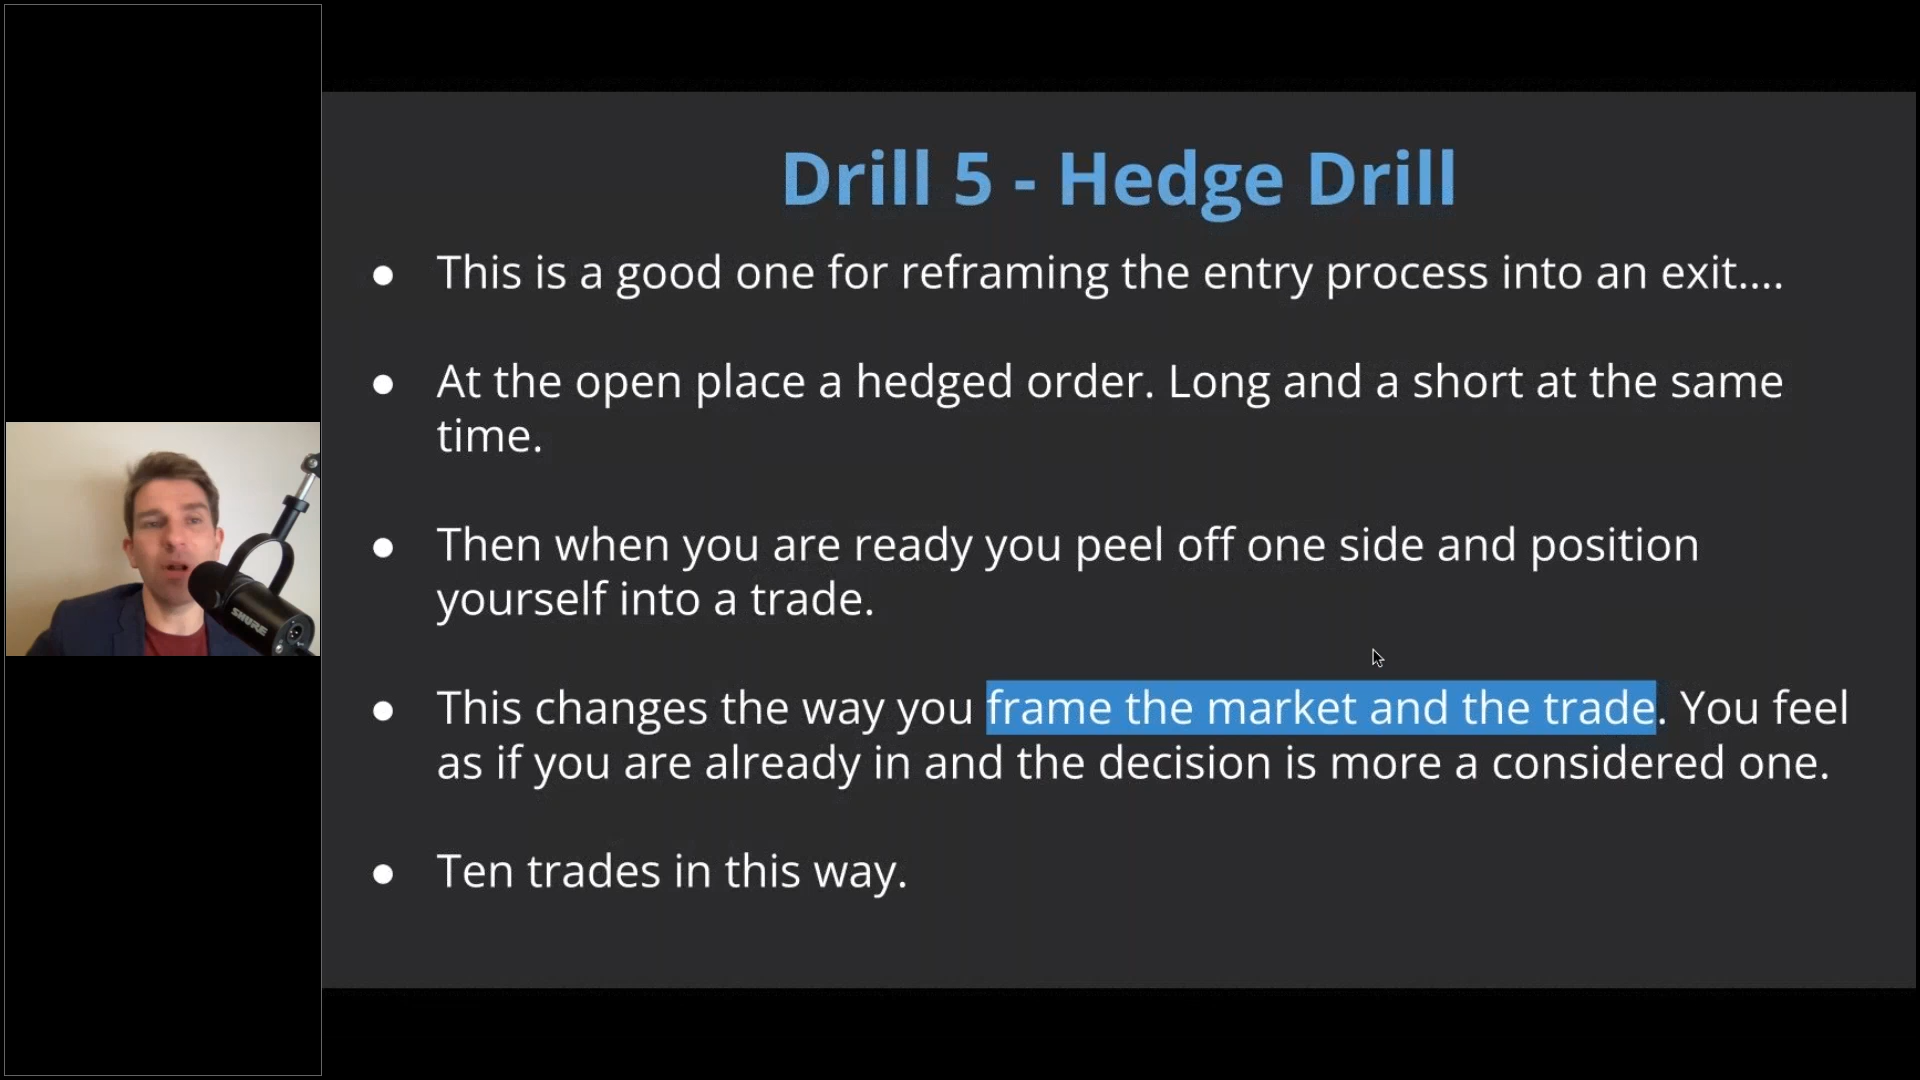 Drill 5 - Hedge Drill
● This is a good one for reframing the entry process into an exit....
● At the open place a hedged order. Long and a short at the same
time.
● Then when you are ready you peel off one side and position
yourself into a trade.
● This changes the way you frame the market and the trade. You feel
as if you are already in and the decision is more a considered one.
● Ten trades in this way.
SHURE